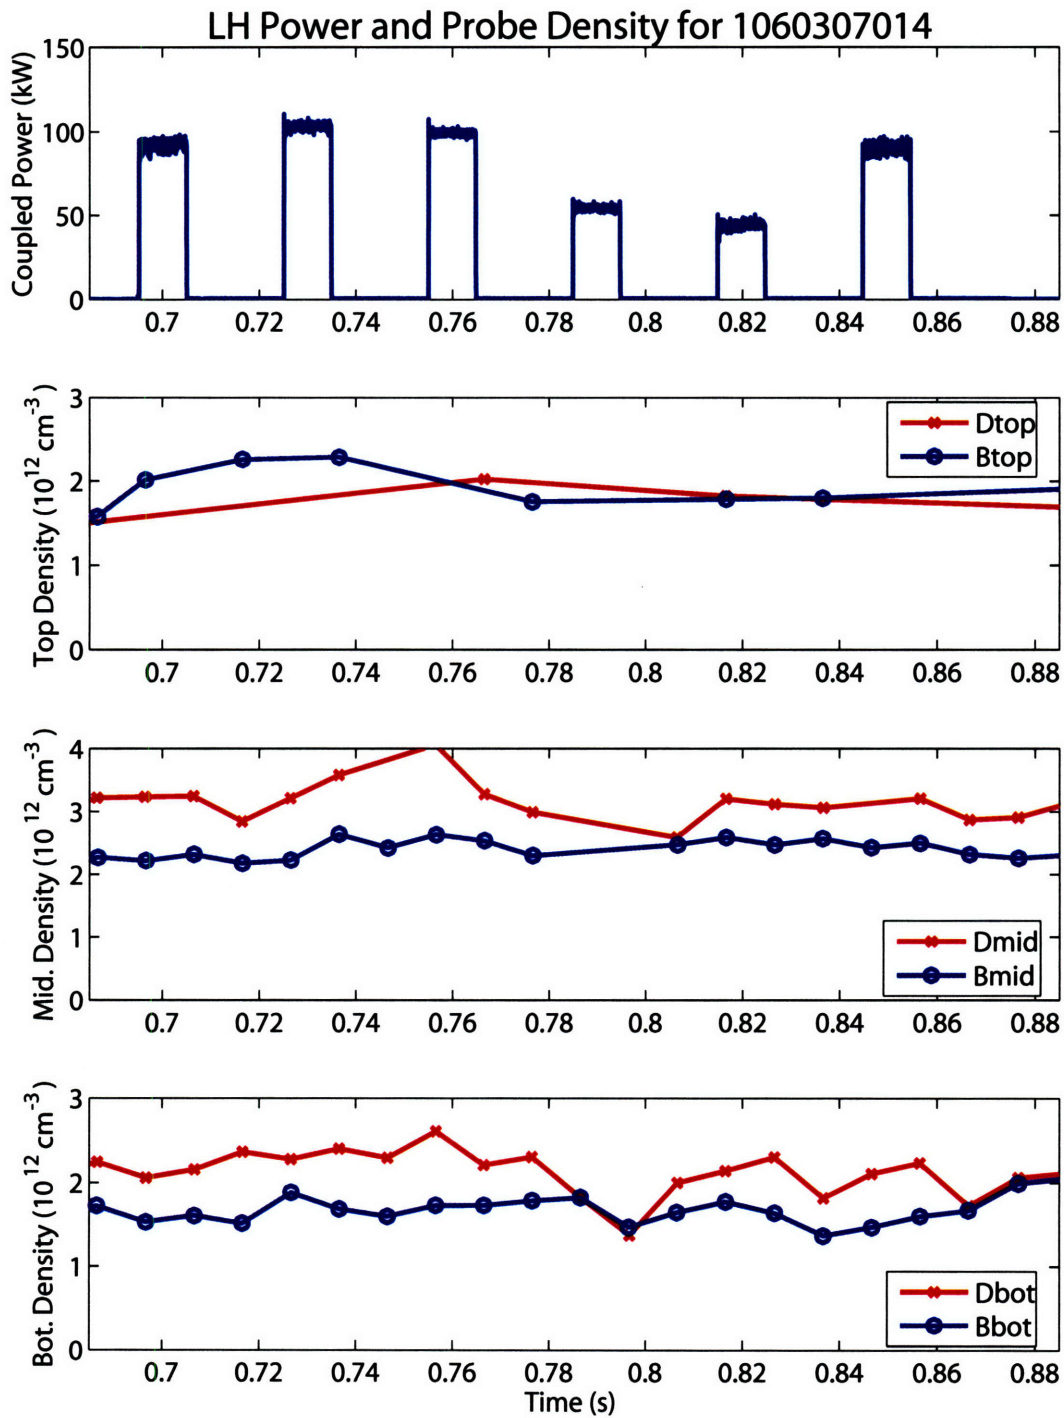 LH Power and Probe Density for 1060307014
Coupled Power (kW)
150
100
50
0
0.7 0.72 0.74 0.76 0.78 0.8 0.82 0.84 0.86 0.88
Top Density (10^12 cm^-3)
3
2
1
0
Dtop
Btop
0.7 0.72 0.74 0.76 0.78 0.8 0.82 0.84 0.86 0.88
Mid. Density (10^12 cm^-3)
4
3
2
1
0
Dmid
Bmid
0.7 0.72 0.74 0.76 0.78 0.8 0.82 0.84 0.86 0.88
Bot. Density (10^12 cm^-3)
3
2
1
0
Dbot
Bbot
0.7 0.72 0.74 0.76 0.78 0.8 0.82 0.84 0.86 0.88
Time (s)